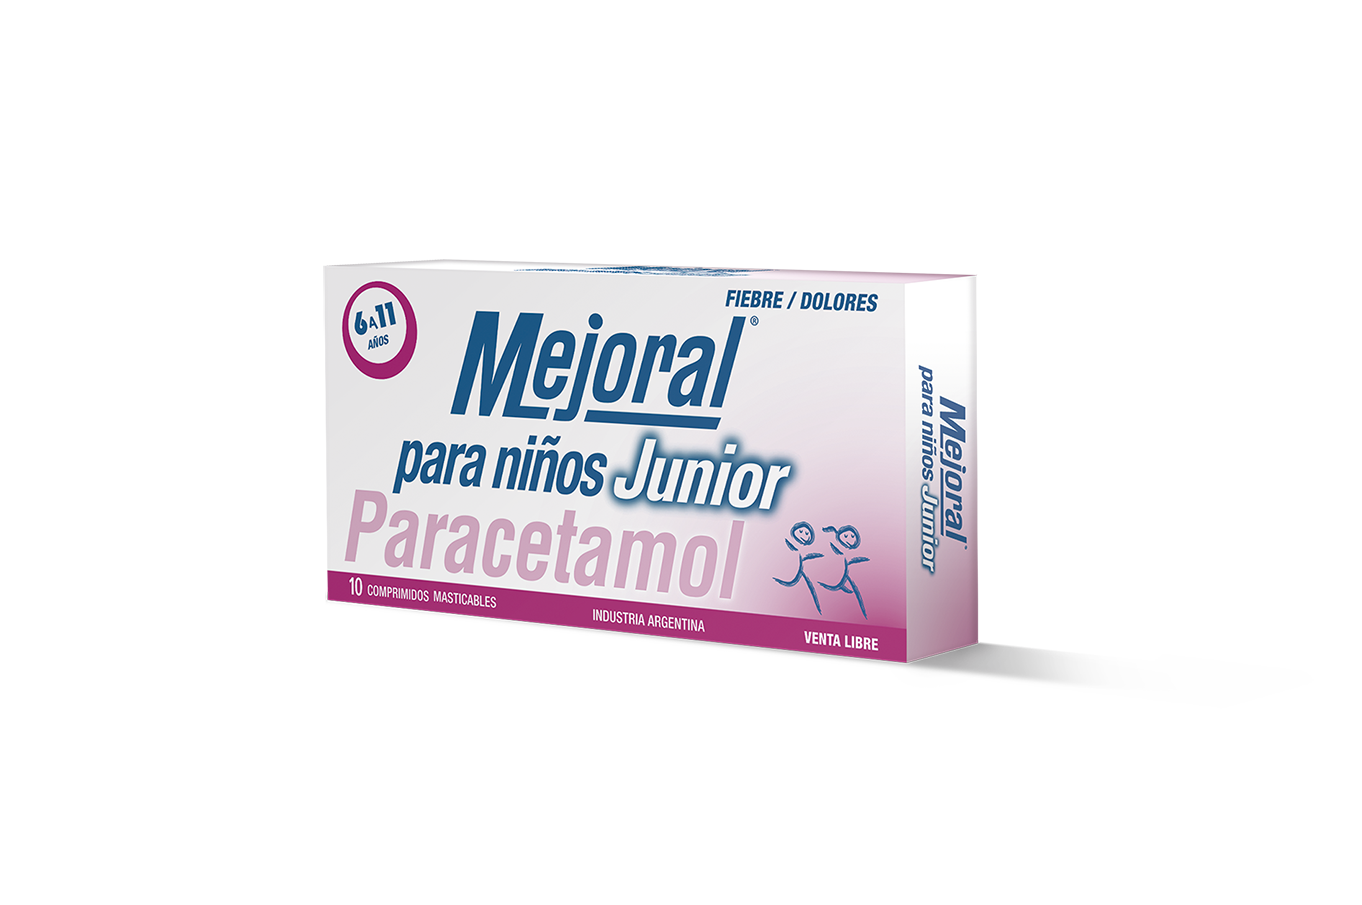 6 A 11
AÑOS
FIEBRE / DOLORES
Mejoral®
para niños Junior
Paracetamol
10 COMPRIMIDOS MASTICABLES
INDUSTRIA ARGENTINA
VENTA LIBRE
Mejoral®
para niños Junior